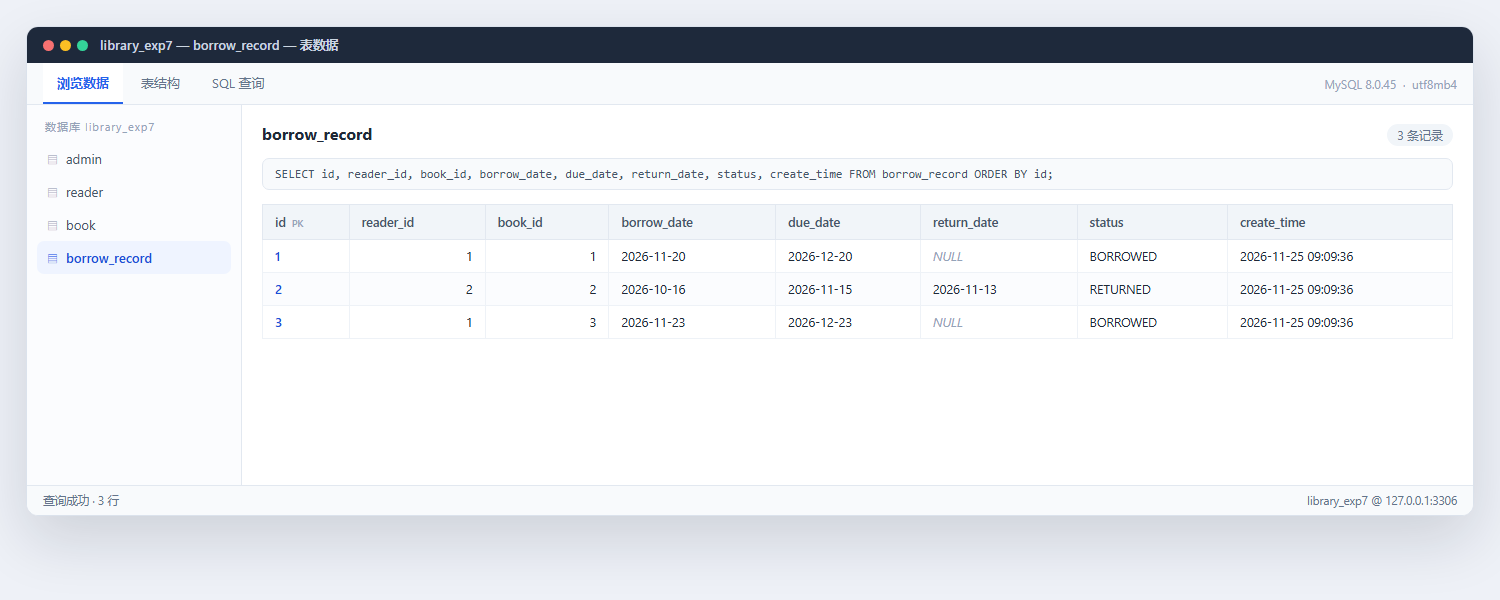 library_exp7 — borrow_record — 表数据
浏览数据 表结构 SQL 查询 MySQL 8.0.45 · utf8mb4
数据库 library_exp7
admin
reader
book
borrow_record
borrow_record 3 条记录
SELECT id, reader_id, book_id, borrow_date, due_date, return_date, status, create_time FROM borrow_record ORDER BY id;
id PK reader_id book_id borrow_date due_date return_date status create_time
1 1 1 2026-11-20 2026-12-20 NULL BORROWED 2026-11-25 09:09:36
2 2 2 2026-10-16 2026-11-15 2026-11-13 RETURNED 2026-11-25 09:09:36
3 1 3 2026-11-23 2026-12-23 NULL BORROWED 2026-11-25 09:09:36
查询成功 · 3 行 library_exp7 @ 127.0.0.1:3306